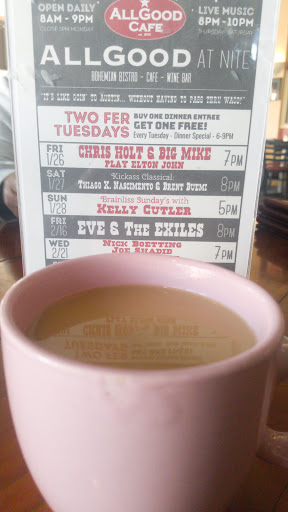 OPEN DAILY
8AM - 9PM
CLOSE 2PM MONDAY
ALLGOOD
CAFE
LIVE MUSIC
8PM - 10PM
ALLGOOD AT NITE
BOHEMIAN BISTRO - CAFE - WINE BAR
"IT'S LIKE GOIN' TO AUSTIN... WITHOUT HAVING TO PASS THRU WACO!"
TWO FER
TUESDAYS
BUY ONE DINNER ENTREE
GET ONE FREE!
Every Tuesday - Dinner Special - 6-9PM
FRI
1/26
CHRIS HOLT & BIG MIKE
PLAY ELTON JOHN
7PM
SAT
1/27
Kickass Classical:
THIAGO X. NASCIMENTO & BRENT BUEMI
8PM
SUN
1/28
Brainliss Sunday's with
KELLY CUTLER
5PM
FRI
2/16
EVE & THE EXILES
8PM
WED
2/21
NICK BOETTING
JOE SHADID
7PM